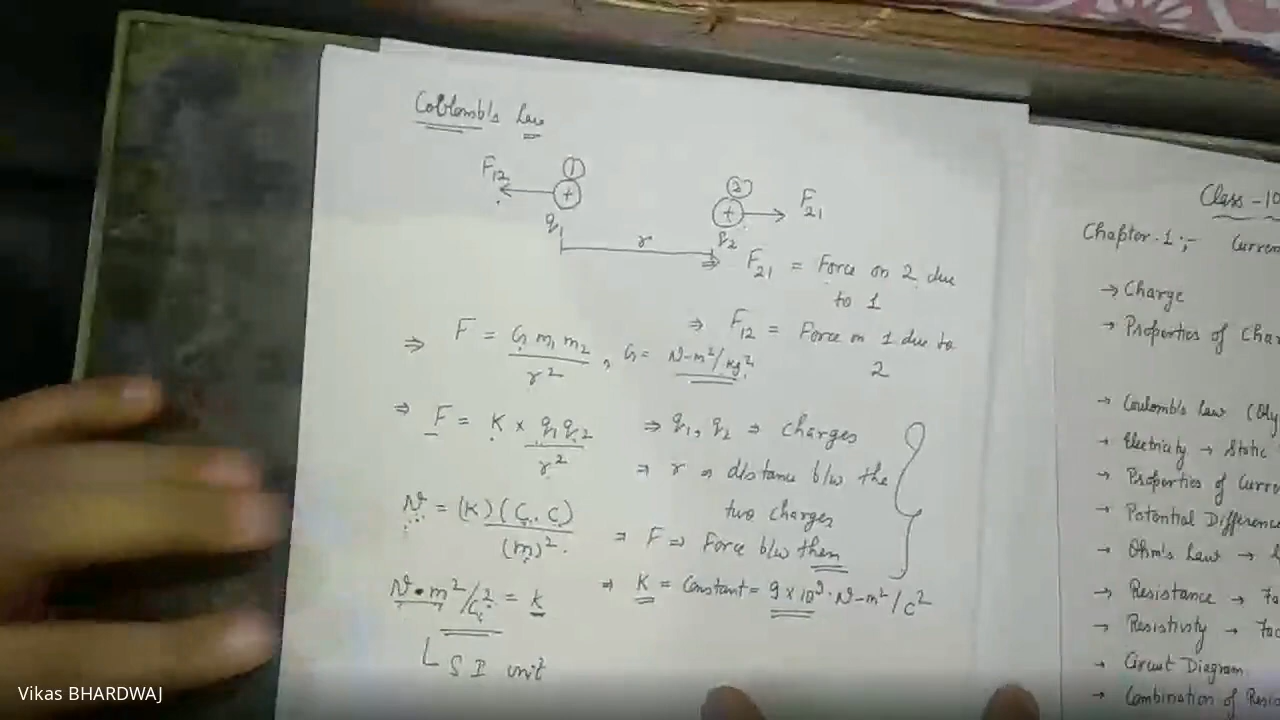 Coulomb's Law
F12 ① ② F21
+ +
q1 r q2
⇒ F21 = Force on 2 due
to 1
⇒ F12 = Force on 1 due to
2
⇒ F = G m1 m2 / r², G = N-m²/kg²
⇒ F = K × q1 q2 / r²
⇒ q1, q2 ⇒ charges
⇒ r ⇒ distance b/w the
two charges
N = (K) (C. C) / (m)².
⇒ F ⇒ Force b/w them
N•m²/C² = k
⇒ K = Constant = 9 × 10⁹. N-m²/C²
SI unit
Class-10
Chapter.1;-
→ Charge
→ Properties of
→ Coulomb's Law
→ Electricity → Static
→ Properties of
→ Potential
→ Ohm's Law →
→ Resistance →
→ Resistivity →
→ Circuit Diagram
→ Combination of
Vikas BHARDWAJ